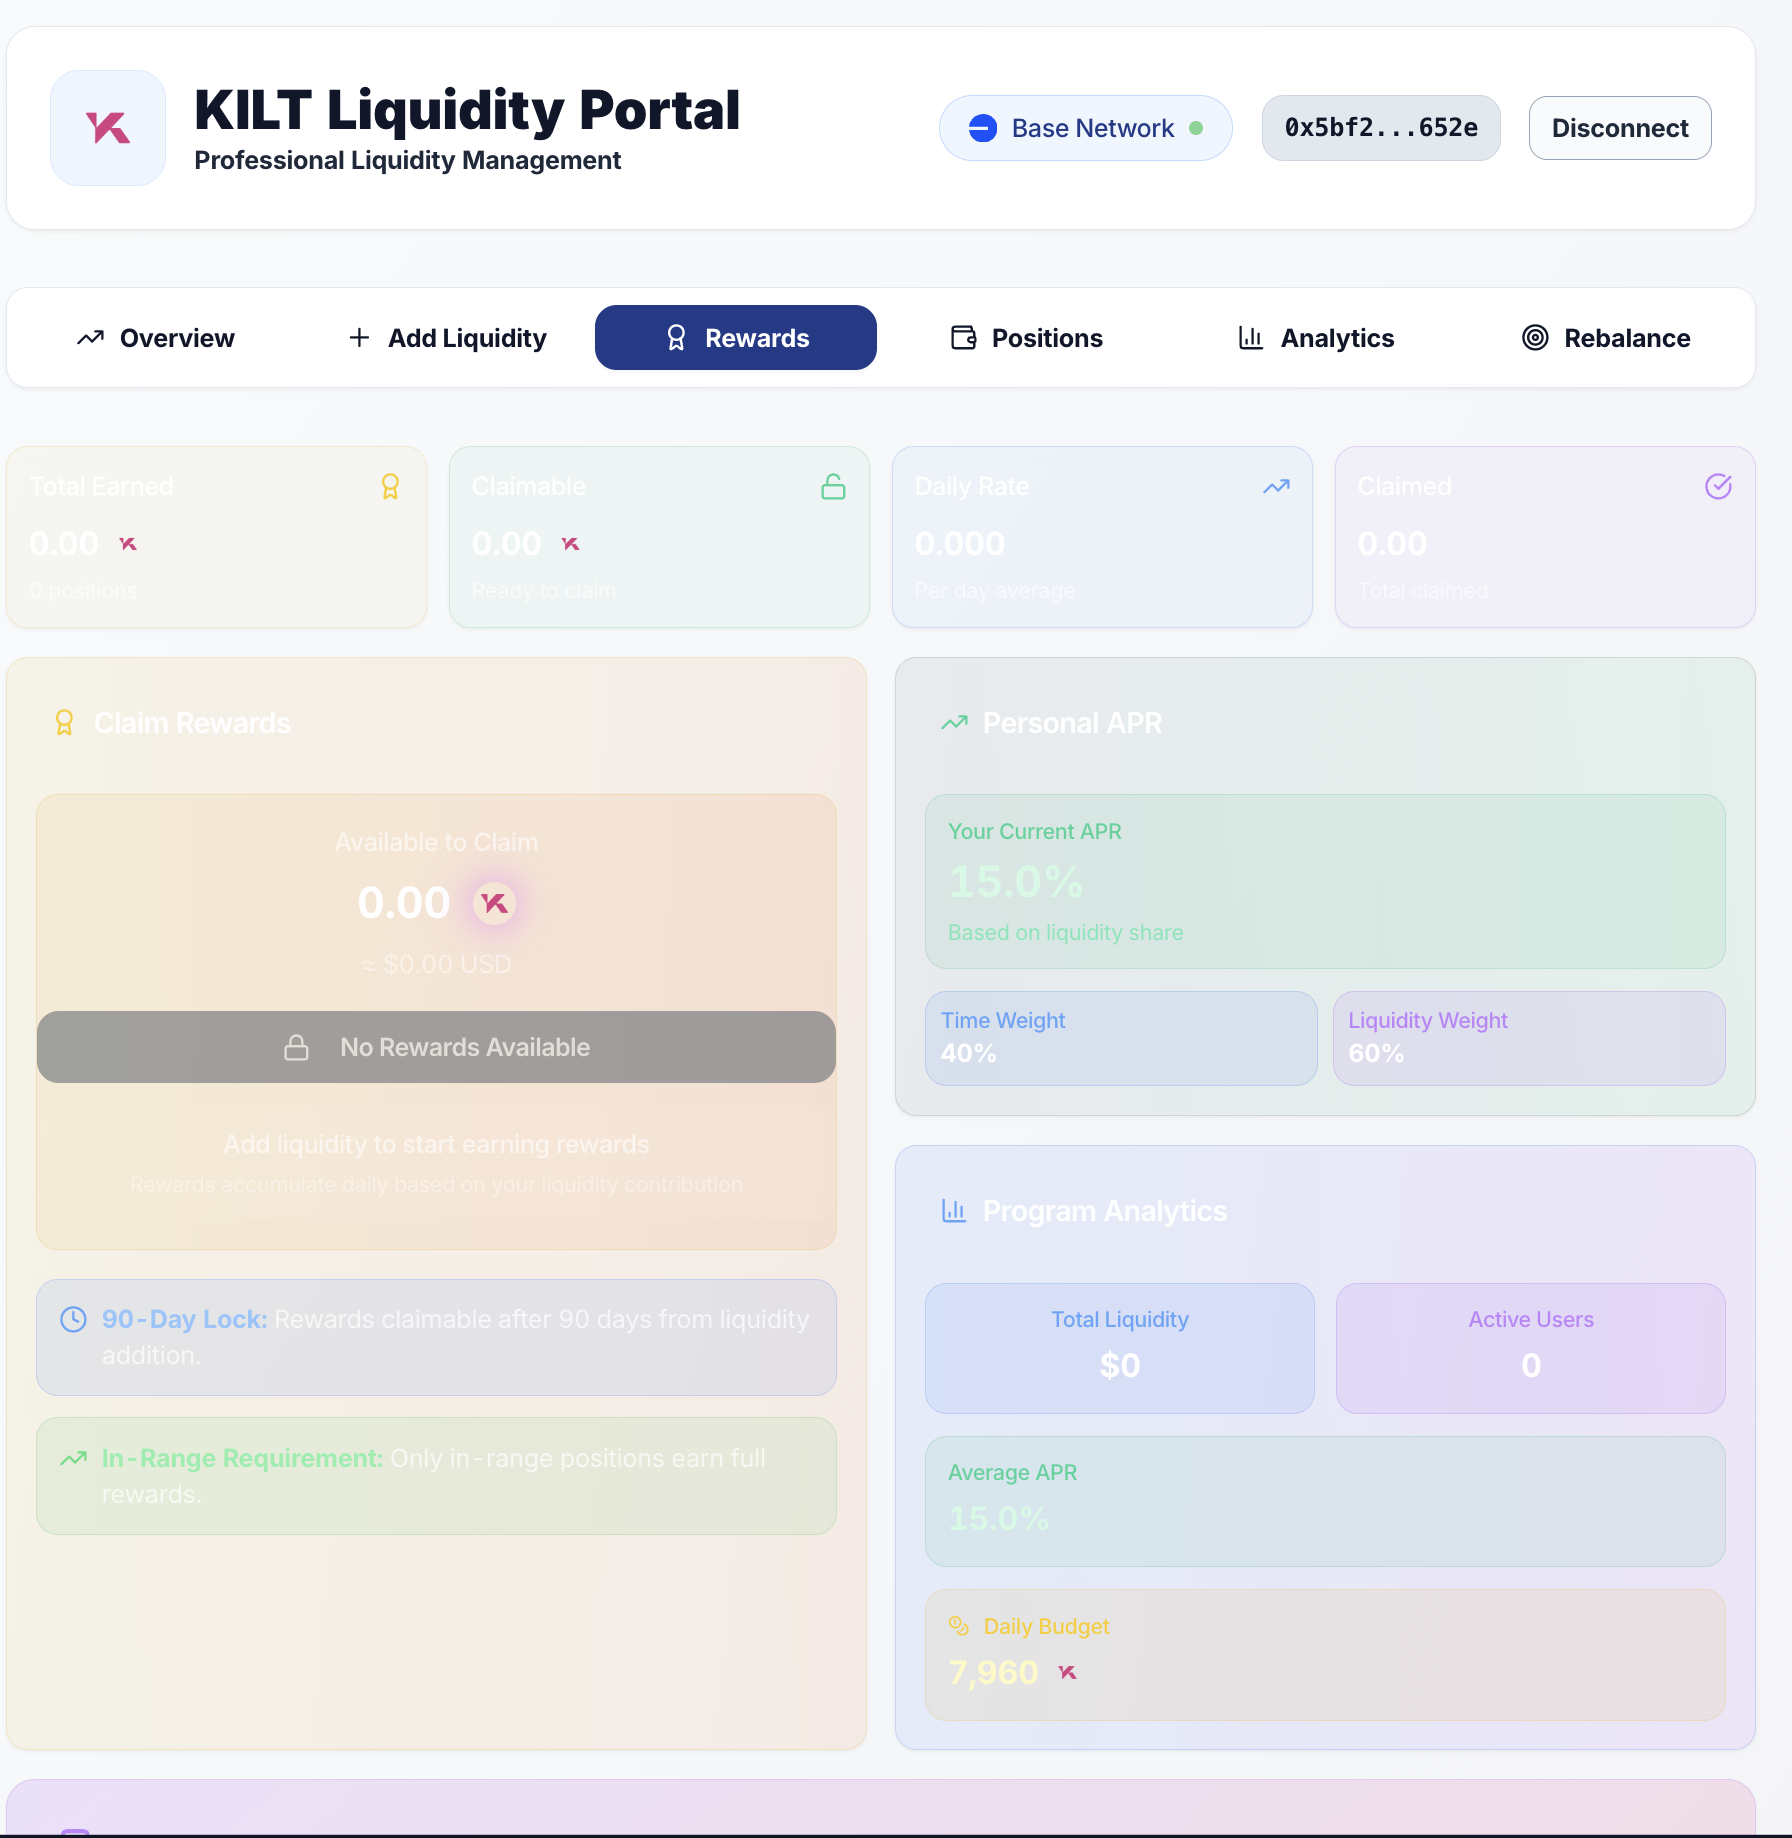 KILT Liquidity Portal
Professional Liquidity Management
Base Network
0x5bf2...652e
Disconnect
Overview
Add Liquidity
Rewards
Positions
Analytics
Rebalance
Total Earned
0.00
0 positions
Claimable
0.00
Ready to claim
Daily Rate
0.000
Per day average
Claimed
0.00
Total claimed
Claim Rewards
Available to Claim
0.00
≈ $0.00 USD
No Rewards Available
Add liquidity to start earning rewards
Rewards accumulate daily based on your liquidity contribution
90-Day Lock: Rewards claimable after 90 days from liquidity
addition.
In-Range Requirement: Only in-range positions earn full
rewards.
Personal APR
Your Current APR
15.0%
Based on liquidity share
Time Weight
40%
Liquidity Weight
60%
Program Analytics
Total Liquidity
$0
Active Users
0
Average APR
15.0%
Daily Budget
7,960